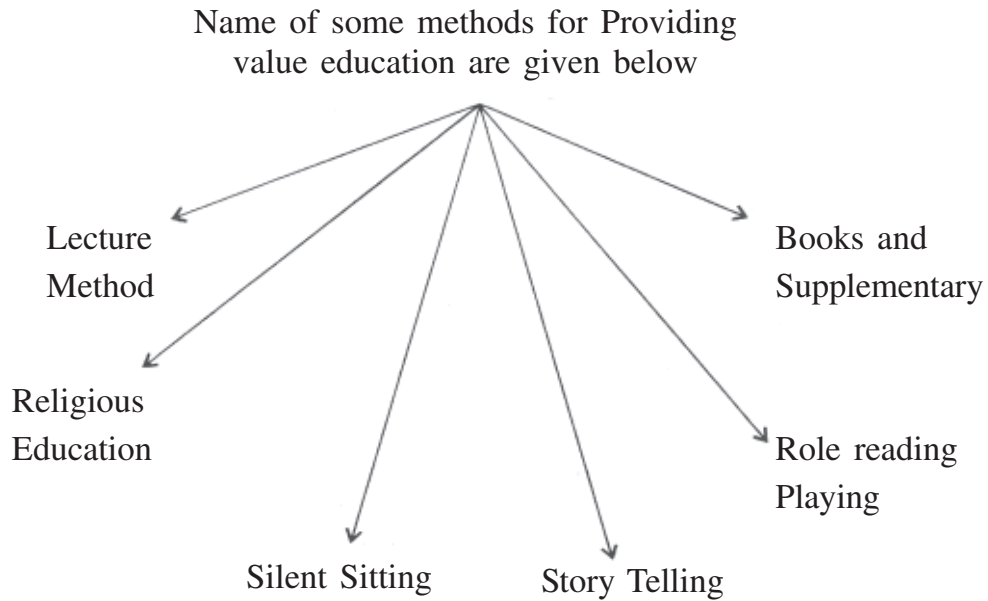 Name of some methods for Providing
value education are given below
Lecture
Method
Books and
Supplementary
Religious
Education
Role reading
Playing
Silent Sitting
Story Telling